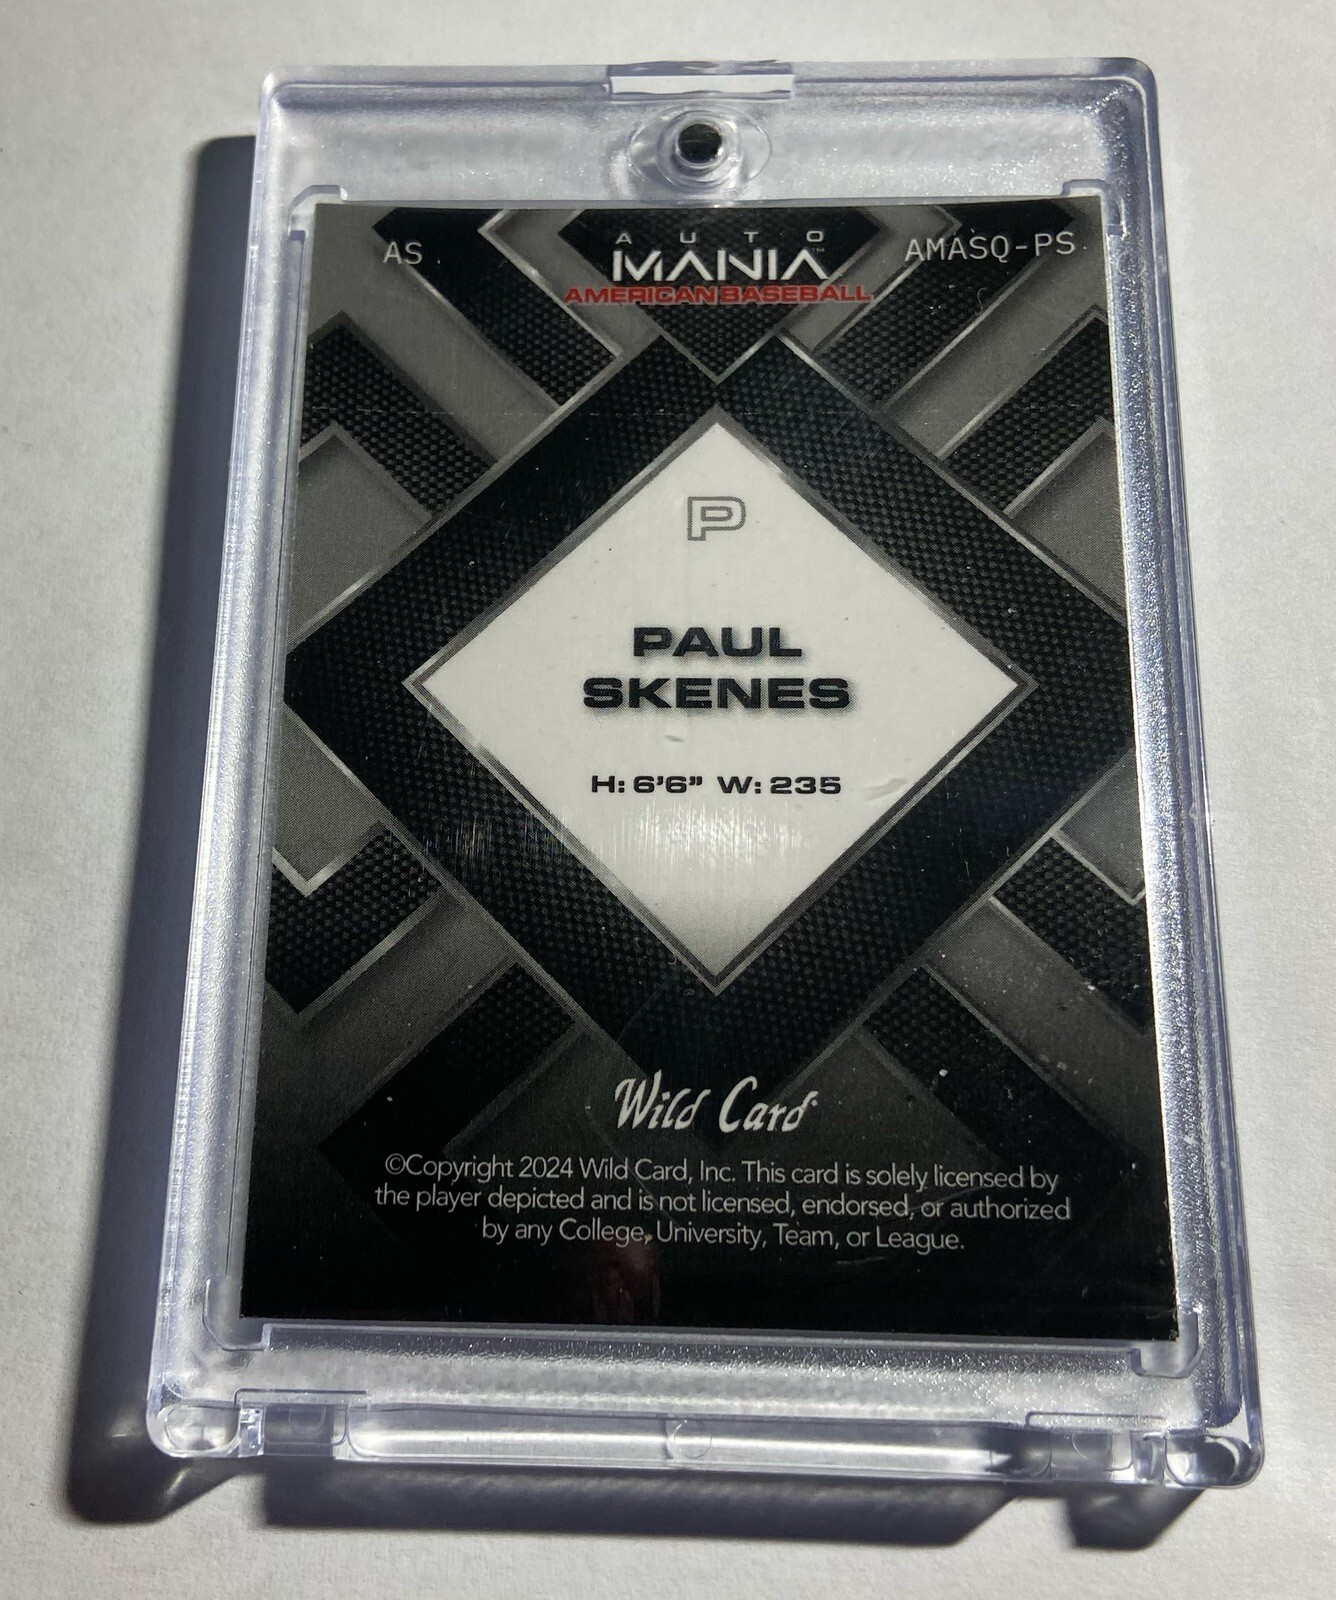 AS
AUTO
MANIA™
AMERICAN BASEBALL
AMASQ-PS
P
PAUL
SKENES
H: 6'6" W: 235
Wild Card
©Copyright 2024 Wild Card, Inc. This card is solely licensed by
the player depicted and is not licensed, endorsed, or authorized
by any College, University, Team, or League.